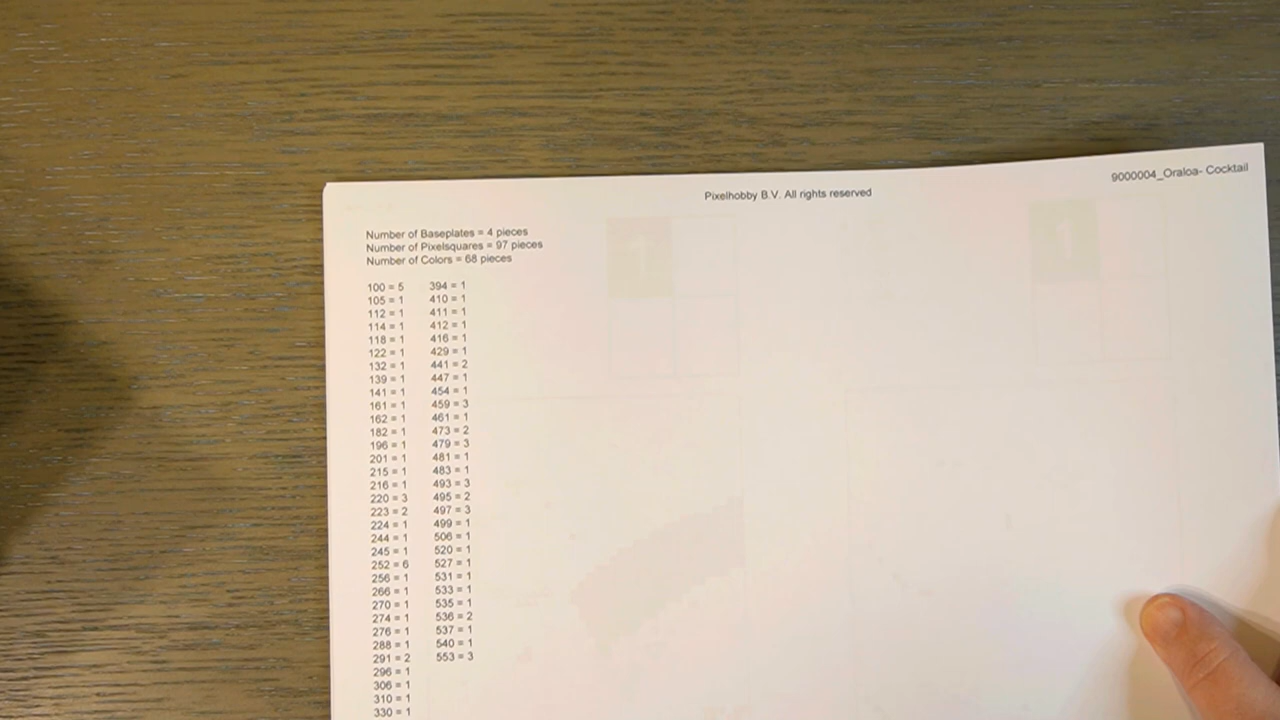 9000004_Oraloa- Cocktail
Pixelhobby B.V. All rights reserved
Number of Baseplates = 4 pieces
Number of Pixelsquares = 97 pieces
Number of Colors = 68 pieces
100 = 5
105 = 1
112 = 1
114 = 1
118 = 1
122 = 1
132 = 1
139 = 1
141 = 1
161 = 1
162 = 1
182 = 1
196 = 1
201 = 1
215 = 1
216 = 1
220 = 3
223 = 2
224 = 1
244 = 1
245 = 1
252 = 6
256 = 1
266 = 1
270 = 1
274 = 1
276 = 1
288 = 1
291 = 2
296 = 1
306 = 1
310 = 1
330 = 1
394 = 1
410 = 1
411 = 1
412 = 1
416 = 1
429 = 1
441 = 2
447 = 1
454 = 1
459 = 3
461 = 1
473 = 2
479 = 3
481 = 1
483 = 1
493 = 3
495 = 2
497 = 3
499 = 1
506 = 1
520 = 1
527 = 1
531 = 1
533 = 1
535 = 1
536 = 2
537 = 1
540 = 1
553 = 3